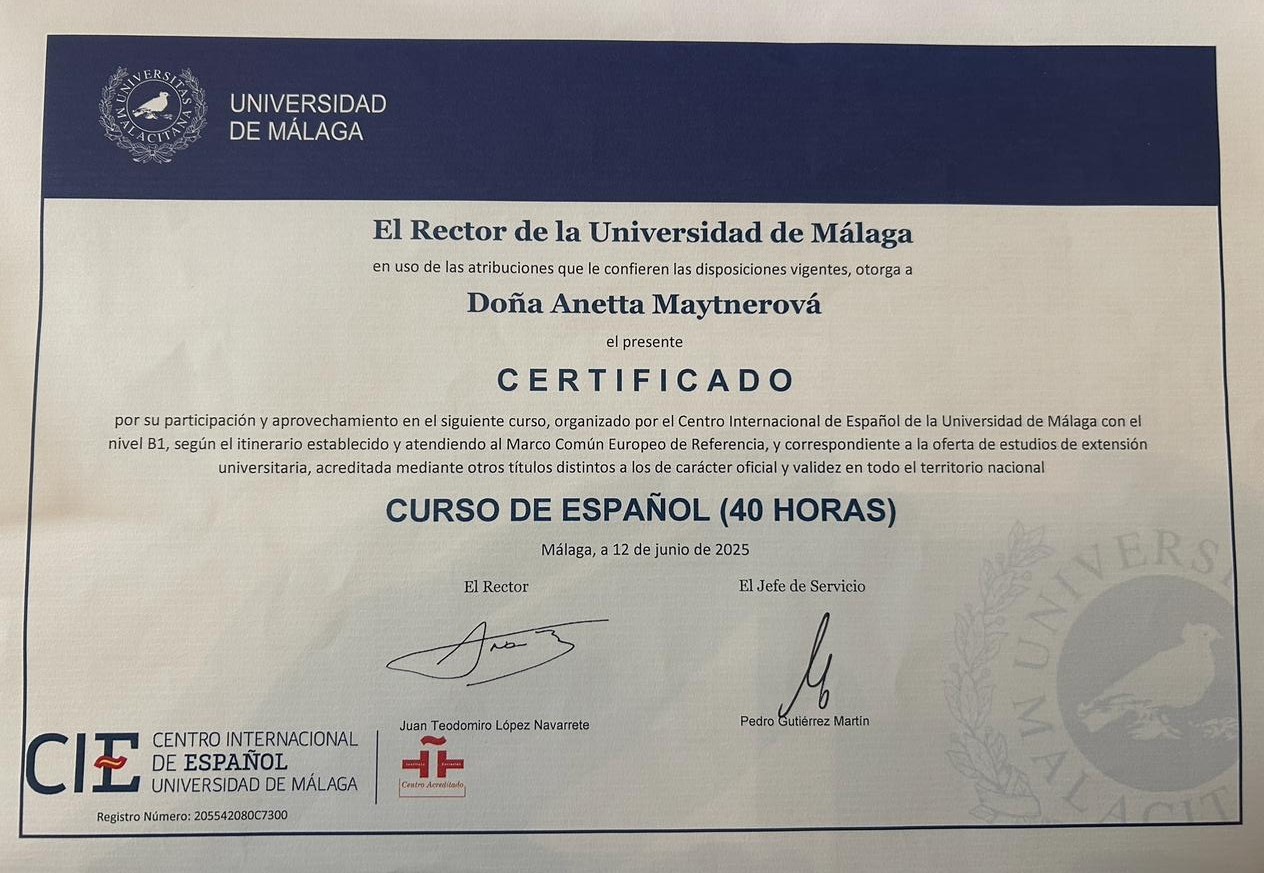 UNIVERSITAS MALACITANA
UNIVERSIDAD
DE MÁLAGA
El Rector de la Universidad de Málaga
en uso de las atribuciones que le confieren las disposiciones vigentes, otorga a
Doña Anetta Maytnerová
el presente
CERTIFICADO
por su participación y aprovechamiento en el siguiente curso, organizado por el Centro Internacional de Español de la Universidad de Málaga con el
nivel B1, según el itinerario establecido y atendiendo al Marco Común Europeo de Referencia, y correspondiente a la oferta de estudios de extensión
universitaria, acreditada mediante otros títulos distintos a los de carácter oficial y validez en todo el territorio nacional
CURSO DE ESPAÑOL (40 HORAS)
Málaga, a 12 de junio de 2025
El Rector
El Jefe de Servicio
Juan Teodomiro López Navarrete
Pedro Gutiérrez Martín
CIE
CENTRO INTERNACIONAL
DE ESPAÑOL
UNIVERSIDAD DE MÁLAGA
Centro Acreditado
Registro Número: 205542080C7300